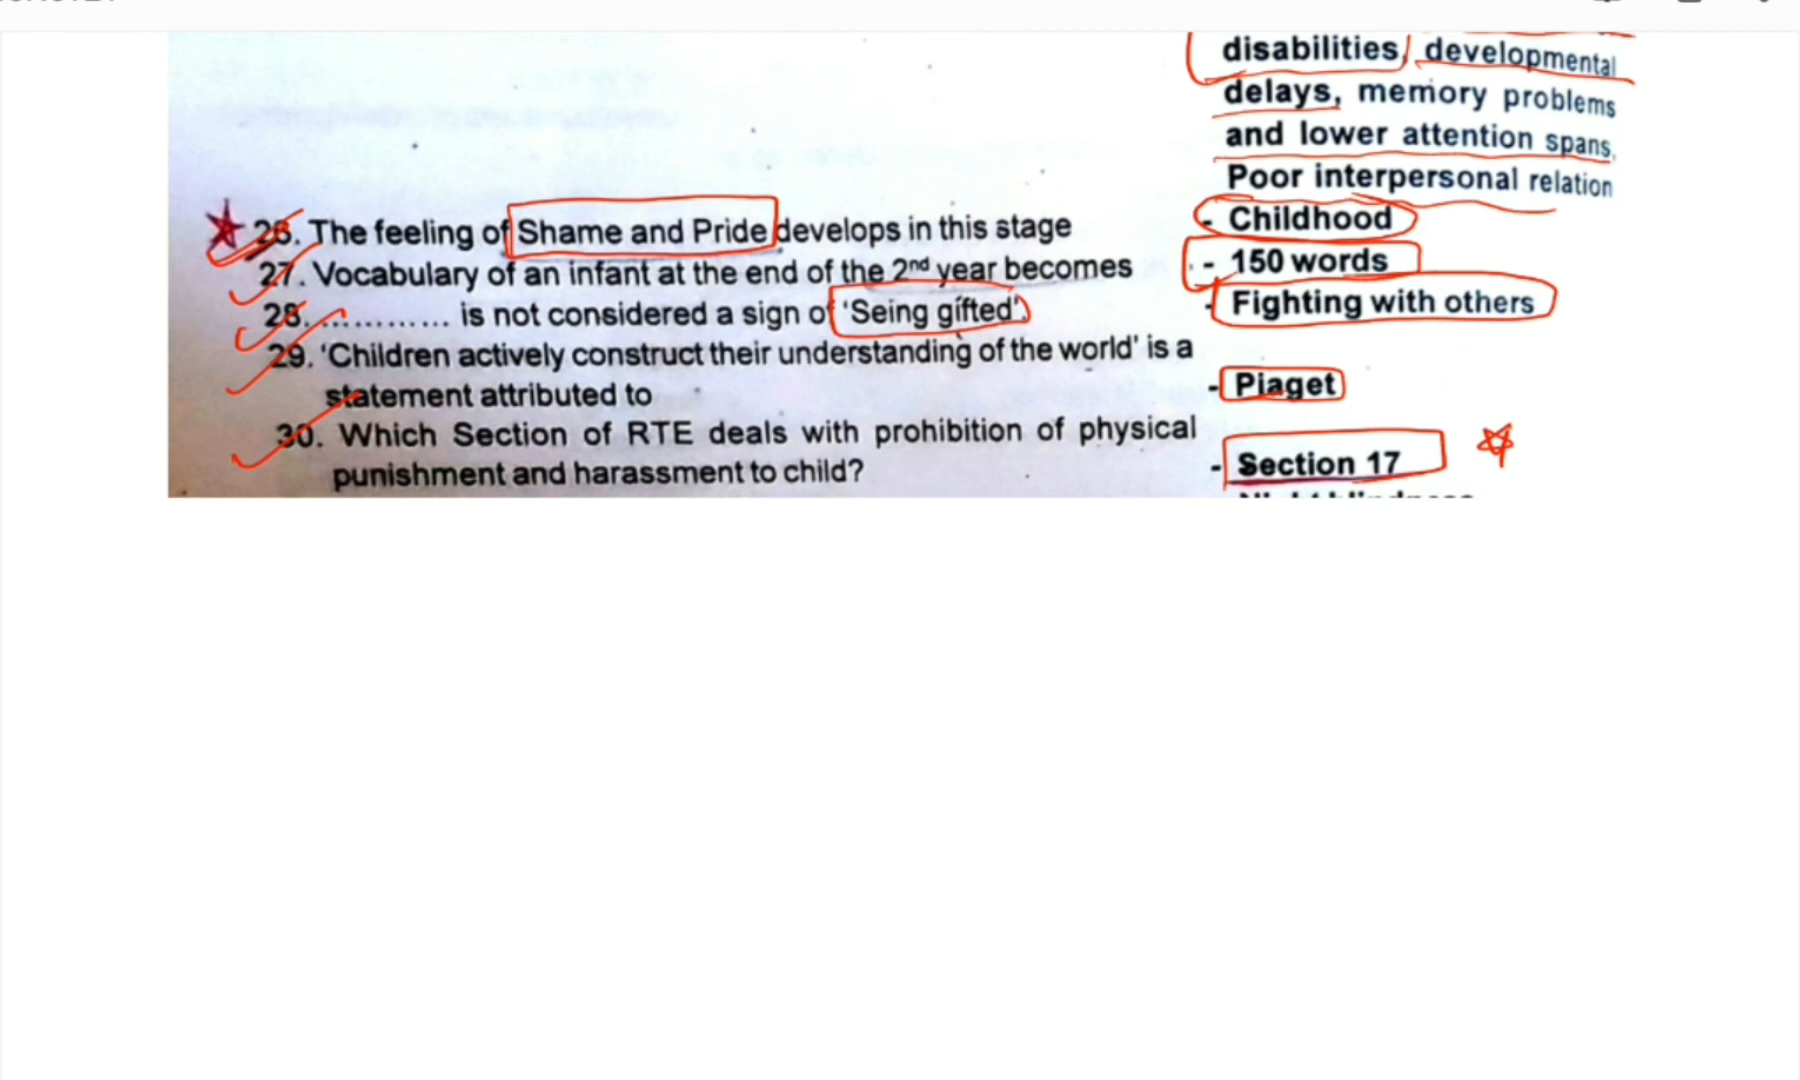 disabilities, developmental
delays, memory problems
and lower attention spans.
Poor interpersonal relation
26. The feeling of Shame and Pride develops in this stage - Childhood
27. Vocabulary of an infant at the end of the 2nd year becomes - 150 words
28. ............. is not considered a sign of 'Seing gifted'. - Fighting with others
29. 'Children actively construct their understanding of the world' is a
statement attributed to - Piaget
30. Which Section of RTE deals with prohibition of physical
punishment and harassment to child? - Section 17